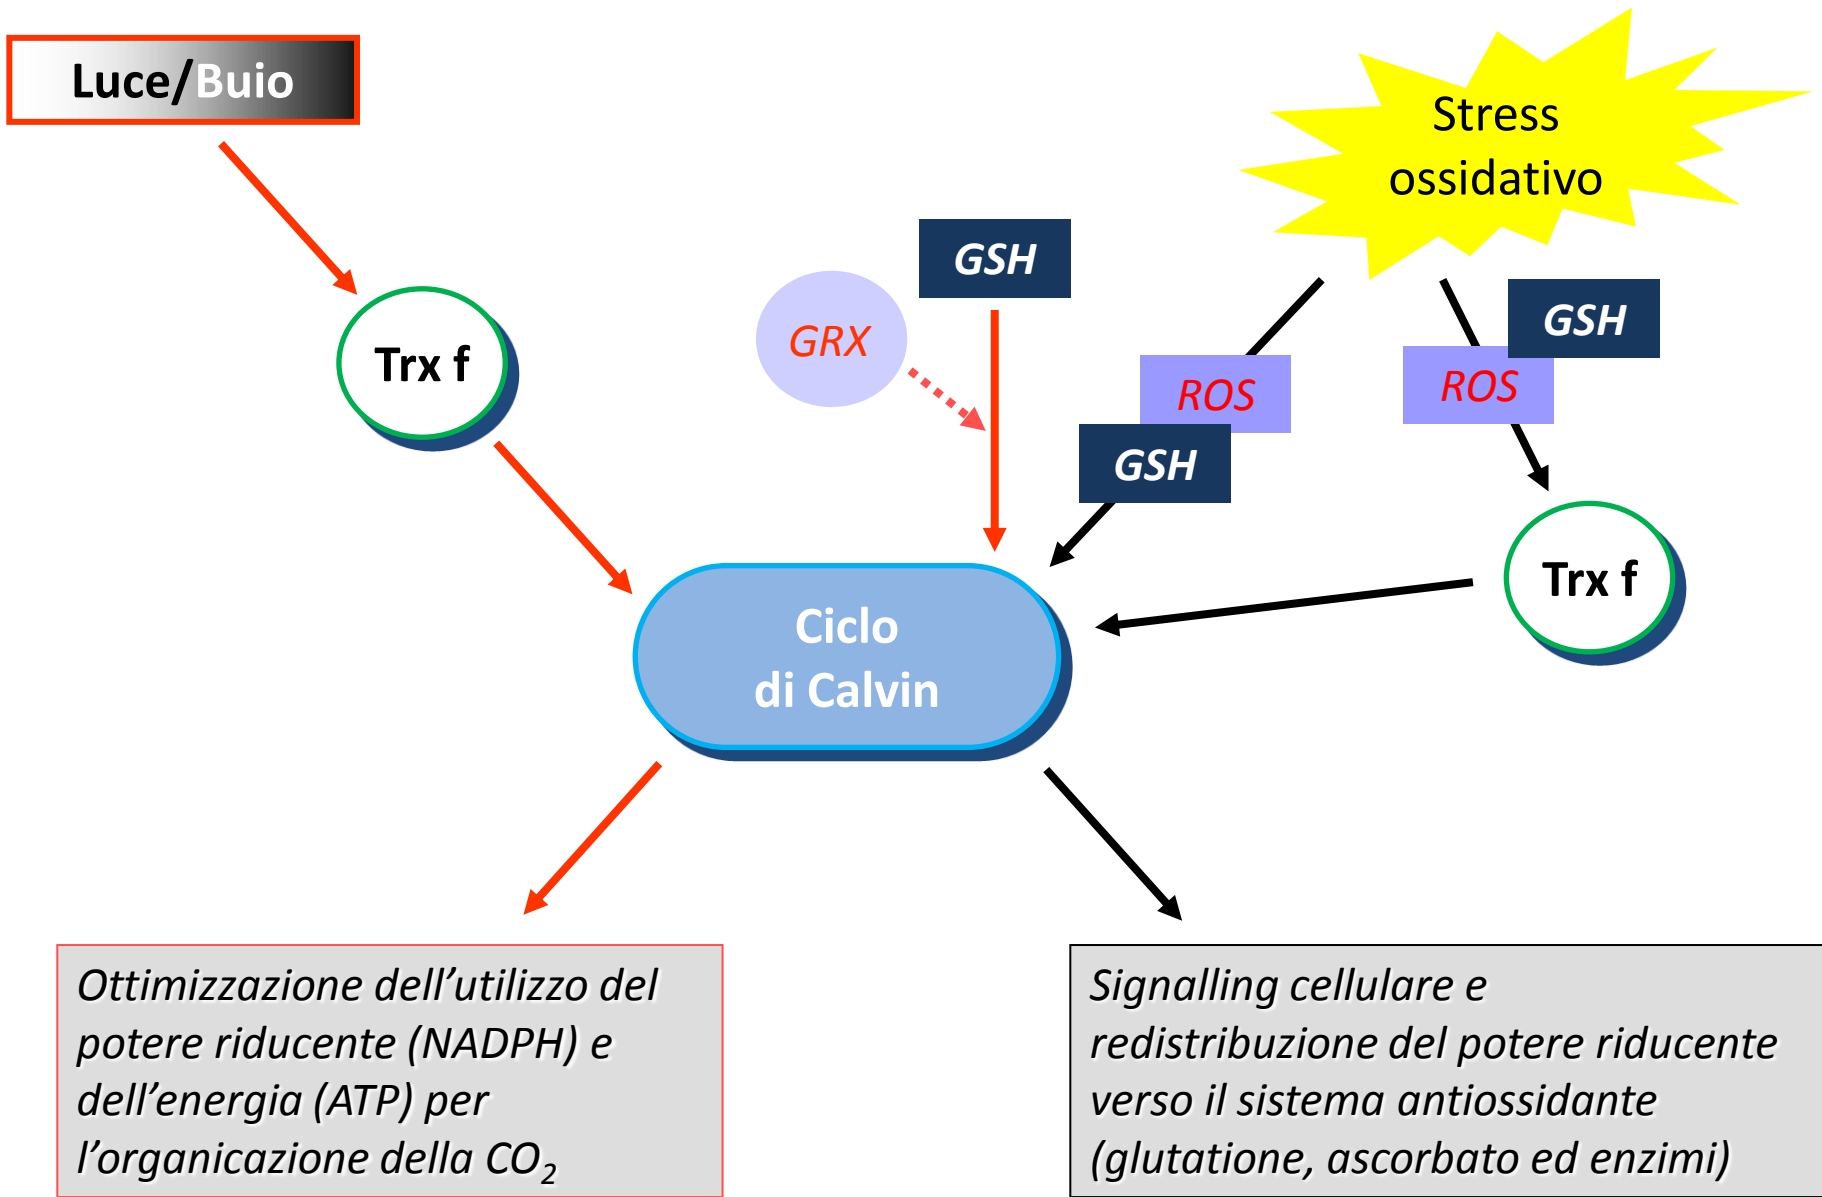 Luce/Buio
Stress
ossidativo
GSH
GRX
GSH
Trx f
ROS
ROS
GSH
Trx f
Ciclo
di Calvin
Ottimizzazione dell’utilizzo del
potere riducente (NADPH) e
dell’energia (ATP) per
l’organicazione della CO₂
Signalling cellulare e
redistribuzione del potere riducente
verso il sistema antiossidante
(glutatione, ascorbato ed enzimi)